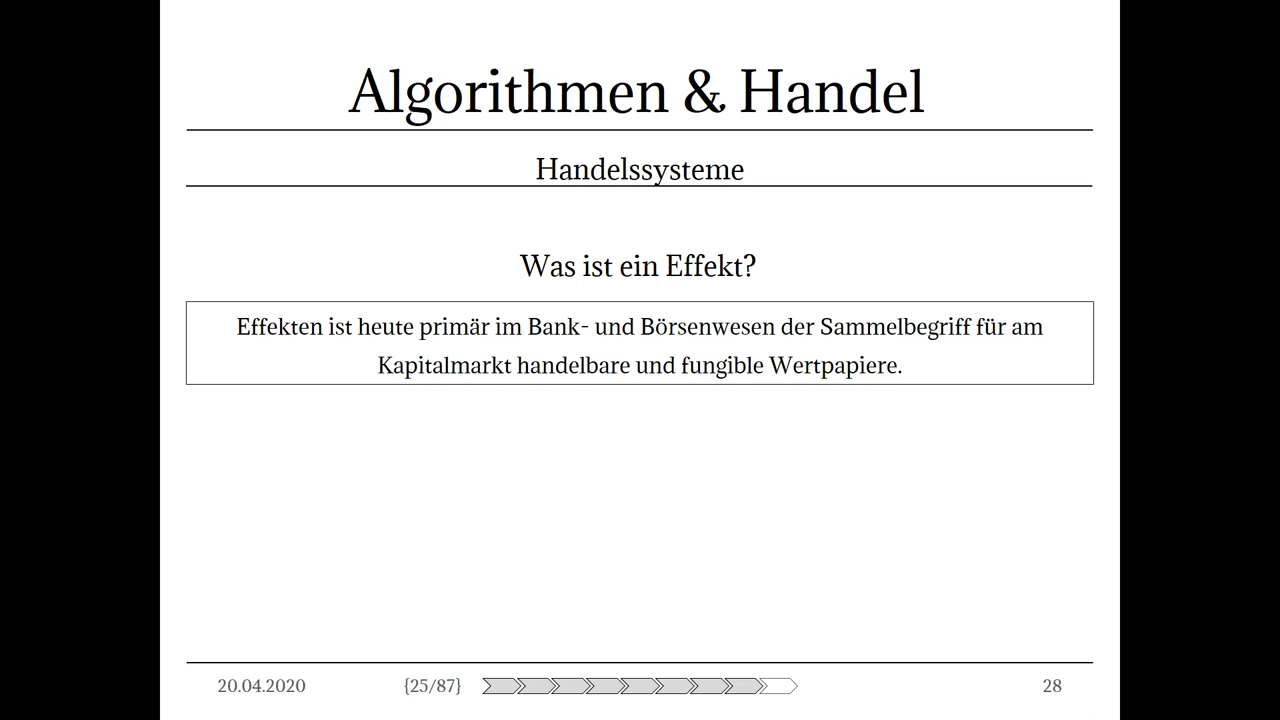 Algorithmen & Handel
Handelssysteme
Was ist ein Effekt?
Effekten ist heute primär im Bank- und Börsenwesen der Sammelbegriff für am
Kapitalmarkt handelbare und fungible Wertpapiere.
20.04.2020 {25/87} 28